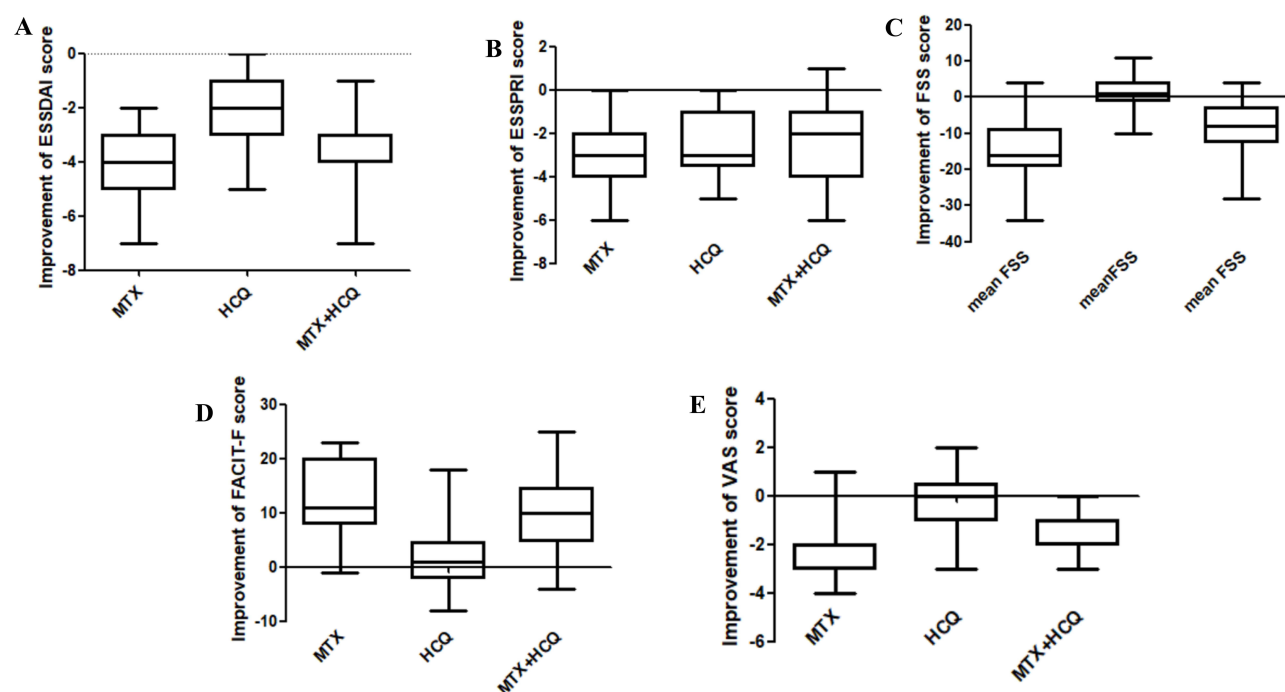 A
Improvement of ESSDAI score
0
-2
-4
-6
-8
MTX
HCQ
MTX+HCQ
B
Improvement of ESSPRI score
2
0
-2
-4
-6
-8
MTX
HCQ
MTX+HCQ
C
Improvement of FSS score
20
10
0
-10
-20
-30
-40
mean FSS
meanFSS
mean FSS
D
Improvement of FACIT-F score
30
20
10
0
-10
MTX
HCQ
MTX+HCQ
E
Improvement of VAS score
4
2
0
-2
-4
-6
MTX
HCQ
MTX+HCQ